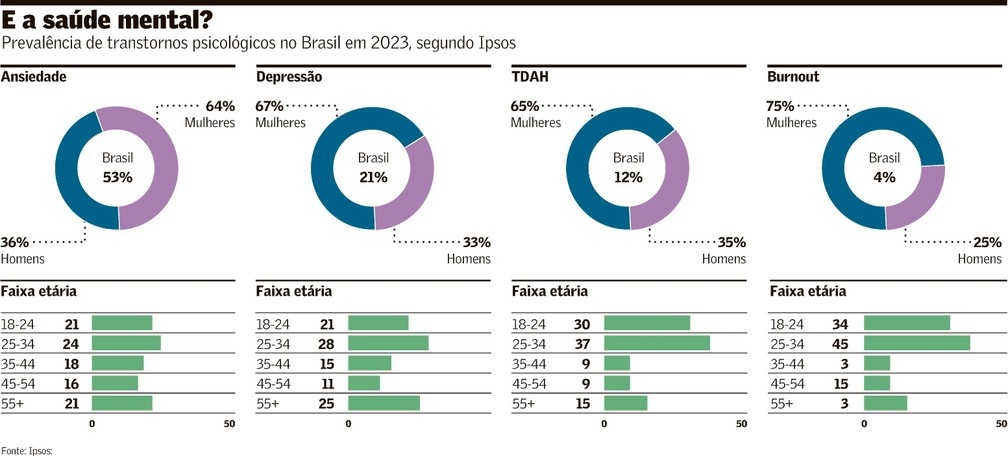 E a saúde mental?
Prevalência de transtornos psicológicos no Brasil em 2023, segundo Ipsos
Ansiedade
64%
Mulheres
Brasil
53%
36%
Homens
Faixa etária
18-24 21
25-34 24
35-44 18
45-54 16
55+ 21
0 50
Depressão
67%
Mulheres
Brasil
21%
33%
Homens
Faixa etária
18-24 21
25-34 28
35-44 15
45-54 11
55+ 25
0 50
TDAH
65%
Mulheres
Brasil
12%
35%
Homens
Faixa etária
18-24 30
25-34 37
35-44 9
45-54 9
55+ 15
0 50
Burnout
75%
Mulheres
Brasil
4%
25%
Homens
Faixa etária
18-24 34
25-34 45
35-44 3
45-54 15
55+ 3
0 50
Fonte: Ipsos: